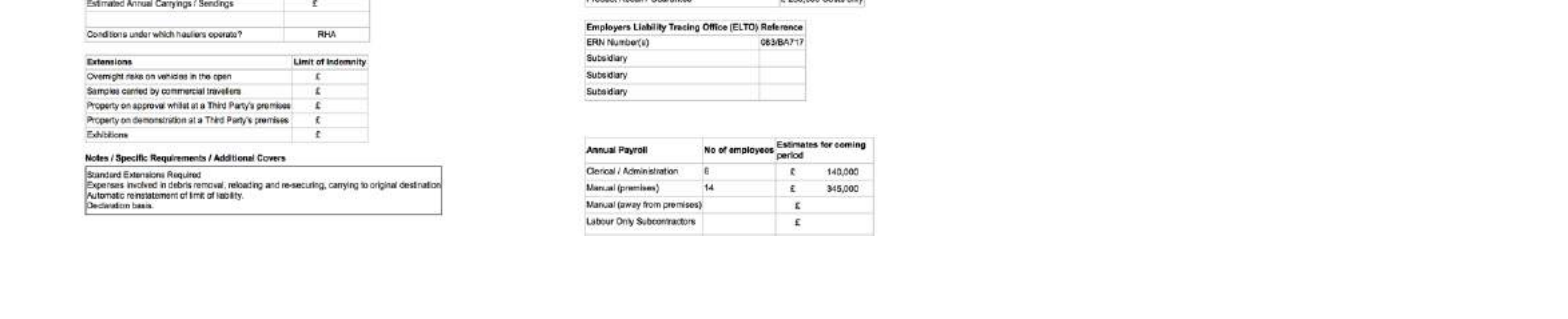 Estimated Annual Carryings / Sendings £
Conditions under which hauliers operate? RHA
Extensions Limit of Indemnity
Overnight risks on vehicles in the open £
Samples carried by commercial travellers £
Property on approval whilst at a Third Party's premises £
Property on demonstration at a Third Party's premises £
Exhibitions £
Notes / Specific Requirements / Additional Covers
Standard Extensions Required
Expenses involved in debris removal, reloading and re-securing, carrying to original destination
Automatic reinstatement of limit of liability.
Declaration basis.
Employers Liability Tracing Office (ELTO) Reference
ERN Number(s) 083/BA717
Subsidiary
Subsidiary
Subsidiary
Annual Payroll No of employees Estimates for coming
period
Clerical / Administration £ 140,000
Manual (premises) 14 £ 345,000
Manual (away from premises) £
Labour Only Subcontractors £